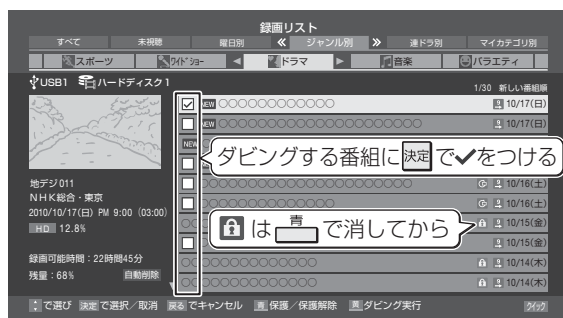 録画リスト
すべて 未視聴 曜日別 ≪ ジャンル別 ≫ 連ドラ別 マイカテゴリ別
スポーツ ワイドショー ◀ ドラマ ▶ 音楽 バラエティ
USB1 ハードディスク1
1/30 新しい番組順
NEW 〇〇〇〇〇〇〇〇〇〇〇〇 10/17(日)
NEW 〇〇〇〇〇〇〇〇〇〇〇〇〇〇〇〇〇〇〇〇〇 10/17(日)
NEW
ダビングする番組に決定で✓をつける
地デジ011
〇〇〇〇〇〇〇〇〇〇〇〇〇〇〇〇〇〇〇〇〇 10/16(土)
NHK総合・東京
〇〇〇〇〇〇〇〇〇〇〇〇〇 10/16(土)
2010/10/17(日) PM 9:00 (03:00)
は青で消してから
10/15(金)
HD 12.8%
10/15(金)
録画可能時間:22時間45分
〇〇〇〇〇〇〇〇〇〇〇〇〇 10/14(木)
残量:68% 自動削除
〇〇〇〇〇〇〇〇〇〇〇〇〇 10/14(木)
で選び 決定で選択/取消 戻るでキャンセル 青 保護/保護解除 黄 ダビング実行 クイック